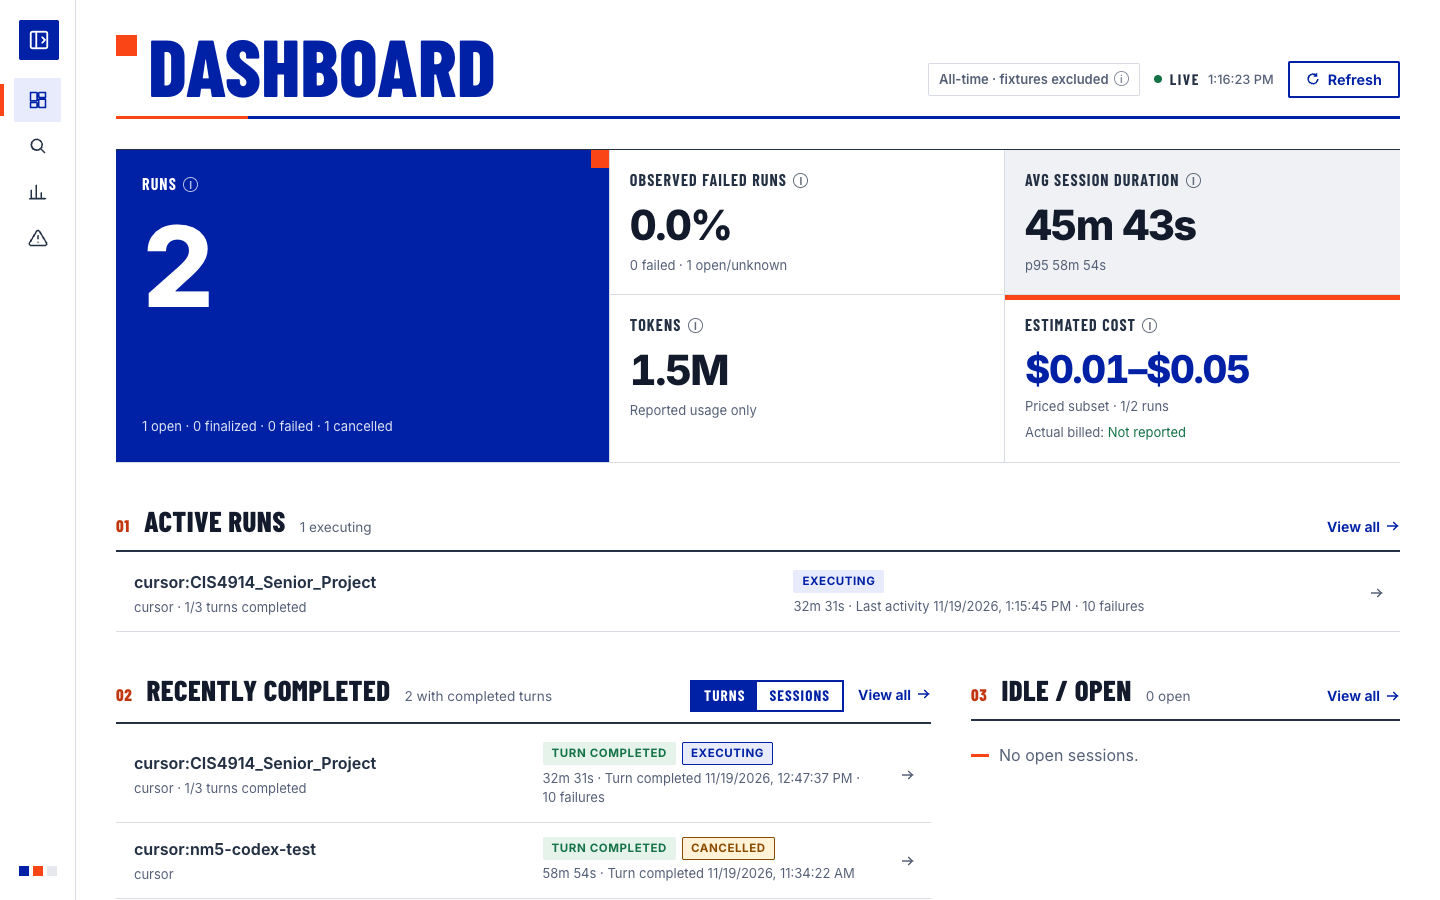 DASHBOARD
All-time · fixtures excluded
LIVE 1:16:23 PM
Refresh
RUNS
2
1 open · 0 finalized · 0 failed · 1 cancelled
OBSERVED FAILED RUNS
0.0%
0 failed · 1 open/unknown
AVG SESSION DURATION
45m 43s
p95 58m 54s
TOKENS
1.5M
Reported usage only
ESTIMATED COST
$0.01–$0.05
Priced subset · 1/2 runs
Actual billed: Not reported
01 ACTIVE RUNS 1 executing
View all →
cursor:CIS4914_Senior_Project
cursor · 1/3 turns completed
EXECUTING
32m 31s · Last activity 11/19/2026, 1:15:45 PM · 10 failures
02 RECENTLY COMPLETED 2 with completed turns
TURNS SESSIONS
View all →
cursor:CIS4914_Senior_Project
cursor · 1/3 turns completed
TURN COMPLETED EXECUTING
32m 31s · Turn completed 11/19/2026, 12:47:37 PM ·
10 failures
cursor:nm5-codex-test
cursor
TURN COMPLETED CANCELLED
58m 54s · Turn completed 11/19/2026, 11:34:22 AM
03 IDLE / OPEN 0 open
View all →
No open sessions.